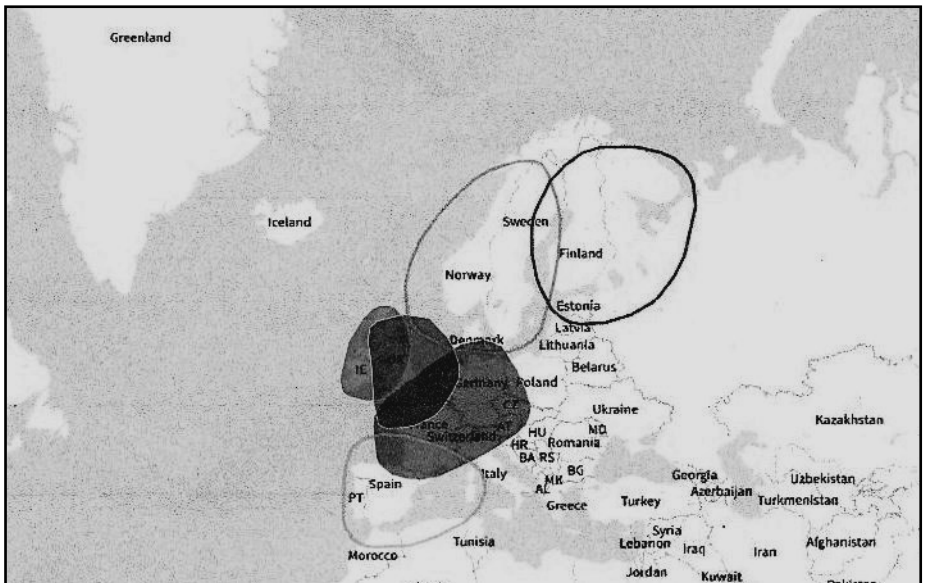 Greenland
Iceland
Sweden
Norway
Finland
Estonia
Latvia
Denmark
Lithuania
IE
Belarus
Germany
Poland
CZ
Ukraine
Kazakhstan
AT
Switzerland
HU
MD
HR
Romania
BA
RS
Italy
BG
Spain
PT
MK
AL
Greece
Georgia
Azerbaijan
Turkey
Uzbekistan
Turkmenistan
Morocco
Tunisia
Syria
Lebanon
Iraq
Iran
Afghanistan
Jordan
Kuwait